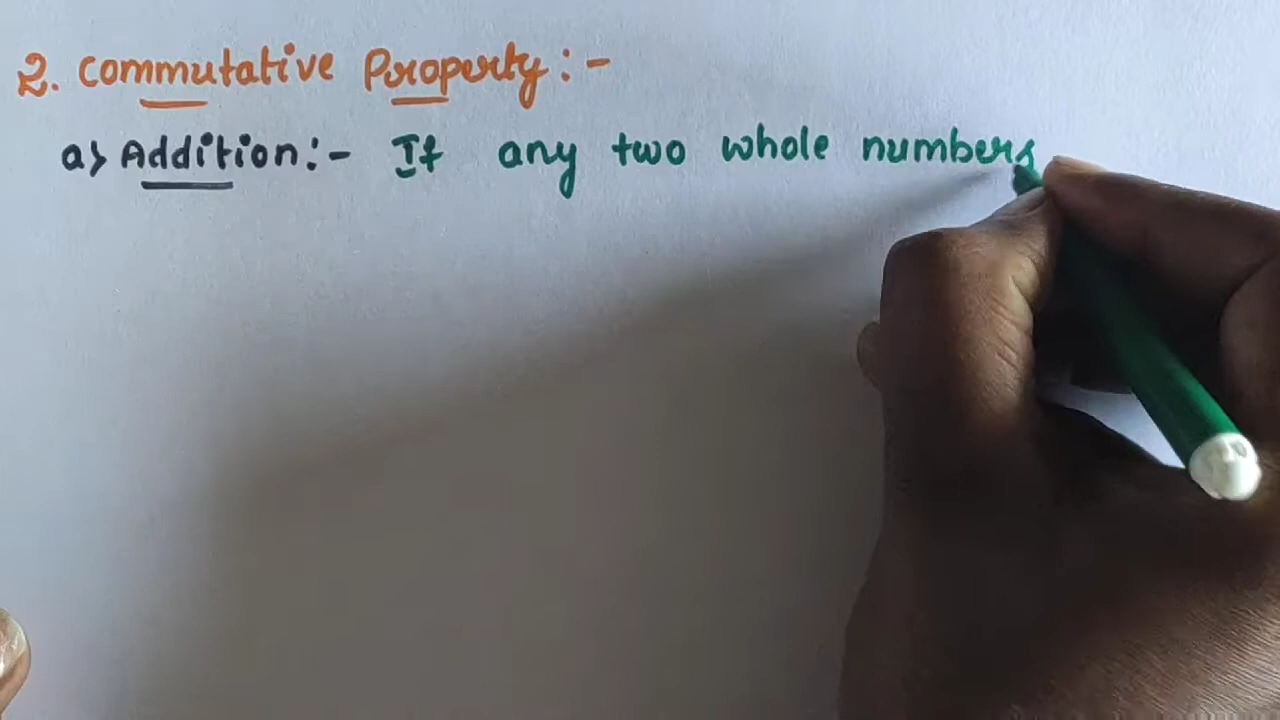 2. Commutative Property:-
a) Addition:- If any two whole numbers